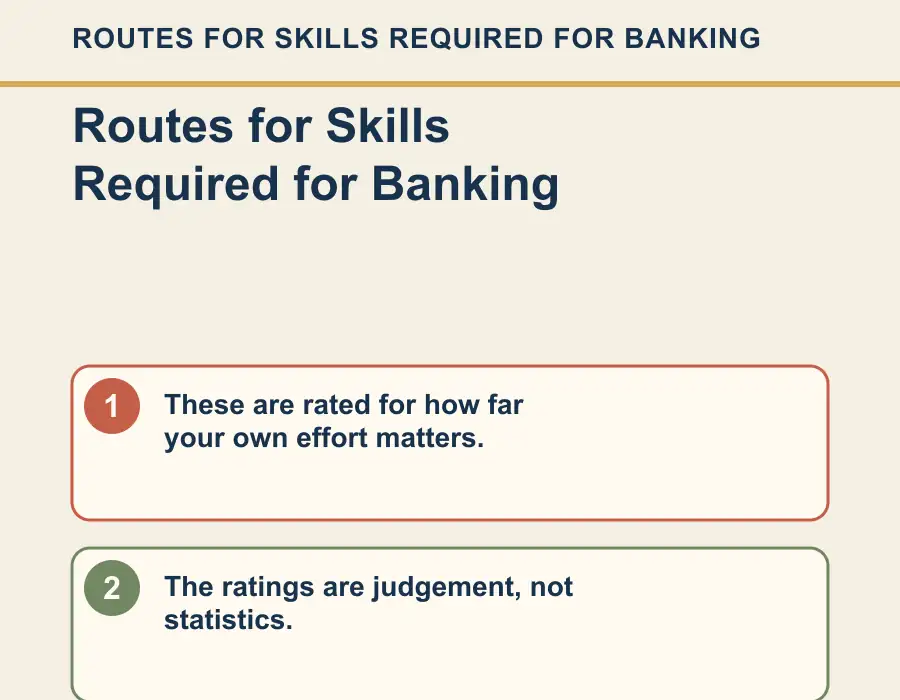 ROUTES FOR SKILLS REQUIRED FOR BANKING
Routes for Skills
Required for Banking
1
These are rated for how far
your own effort matters.
2
The ratings are judgement, not
statistics.